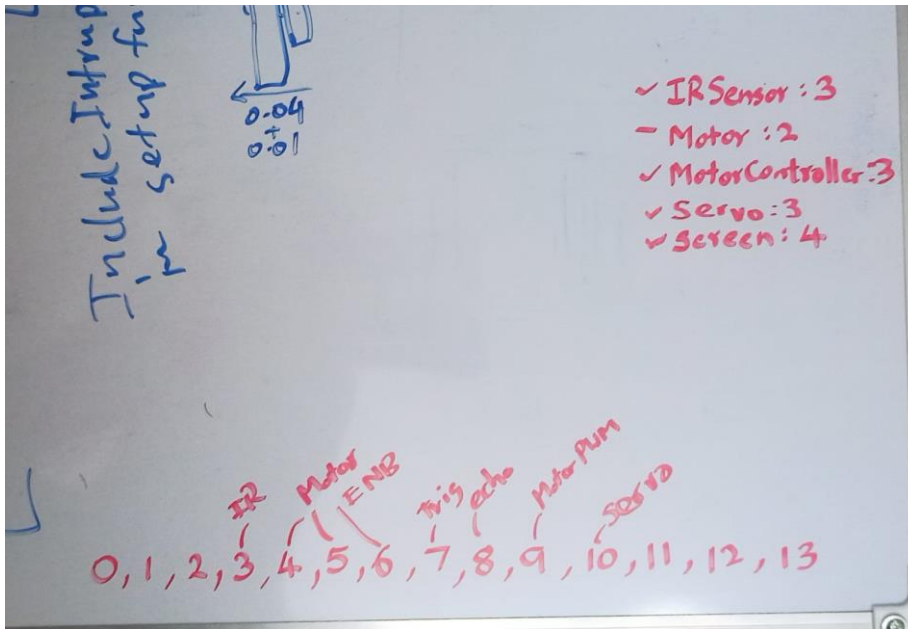 Include Intrup
in setup fu
0.04
+
0.01
✓ IRSensor : 3
- Motor : 2
✓ MotorController:3
✓ Servo:3
✓ Screen: 4
IR Motor ENB Trig echo Motor PWM Servo
0, 1, 2, 3, 4, 5, 6, 7, 8, 9, 10, 11, 12, 13